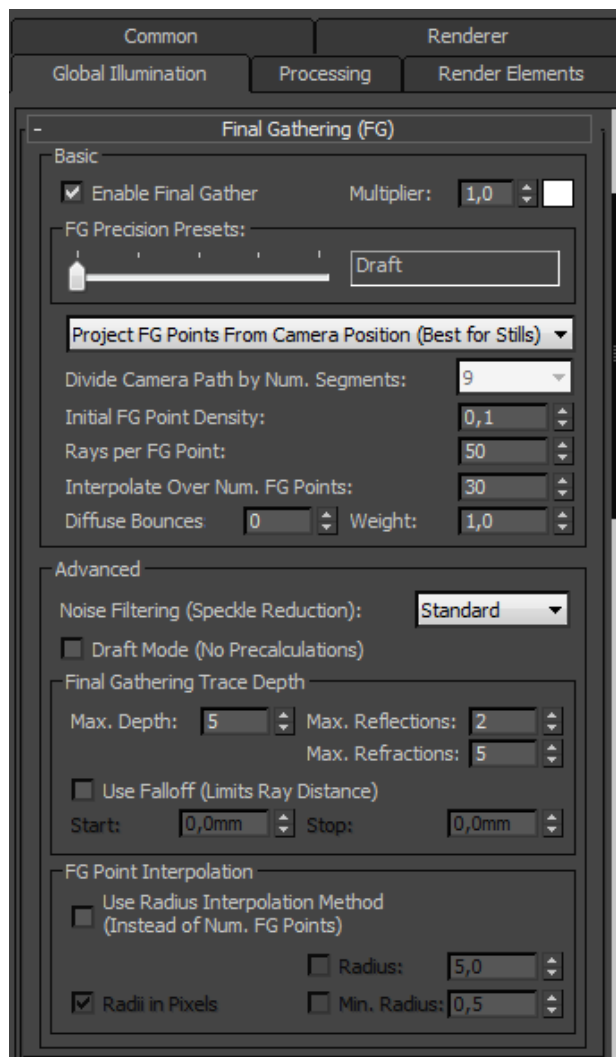 Common Renderer
Global Illumination Processing Render Elements
- Final Gathering (FG)
Basic
Enable Final Gather Multiplier: 1,0
FG Precision Presets:
Draft
Project FG Points From Camera Position (Best for Stills)
Divide Camera Path by Num. Segments: 9
Initial FG Point Density: 0,1
Rays per FG Point: 50
Interpolate Over Num. FG Points: 30
Diffuse Bounces 0 Weight: 1,0
Advanced
Noise Filtering (Speckle Reduction): Standard
Draft Mode (No Precalculations)
Final Gathering Trace Depth
Max. Depth: 5 Max. Reflections: 2
Max. Refractions: 5
Use Falloff (Limits Ray Distance)
Start: 0,0mm Stop: 0,0mm
FG Point Interpolation
Use Radius Interpolation Method
(Instead of Num. FG Points)
Radius: 5,0
Radii in Pixels Min. Radius: 0,5